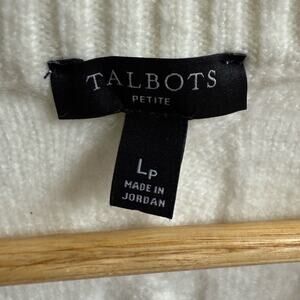 TALBOTS
PETITE
LP
MADE IN
JORDAN